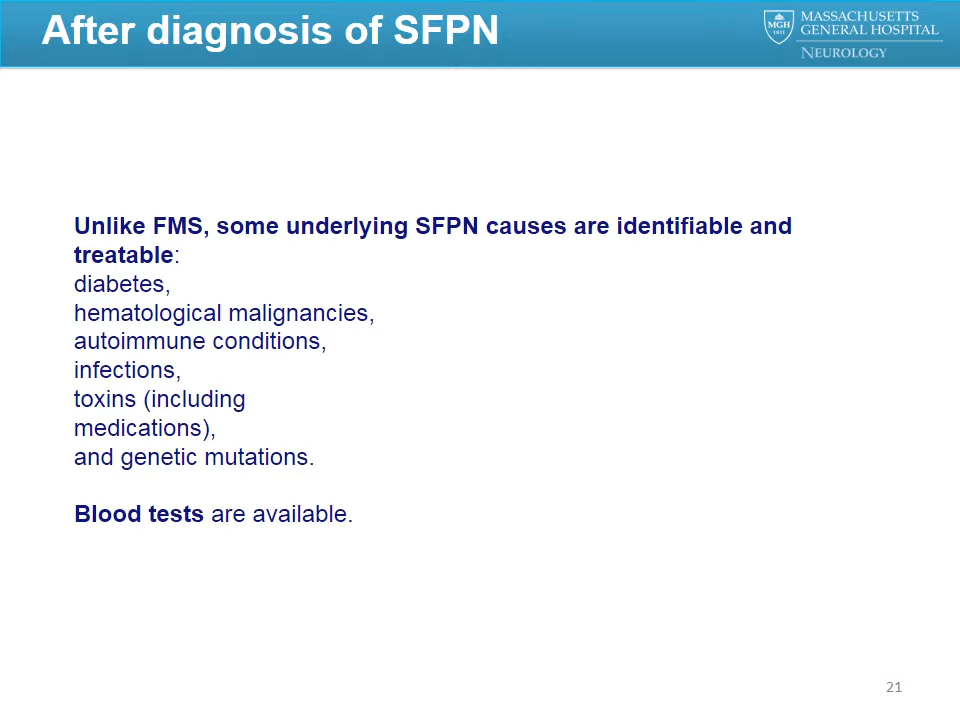 After diagnosis of SFPN
MGH
1811
MASSACHUSETTS
GENERAL HOSPITAL
NEUROLOGY
Unlike FMS, some underlying SFPN causes are identifiable and
treatable:
diabetes,
hematological malignancies,
autoimmune conditions,
infections,
toxins (including
medications),
and genetic mutations.
Blood tests are available.
21